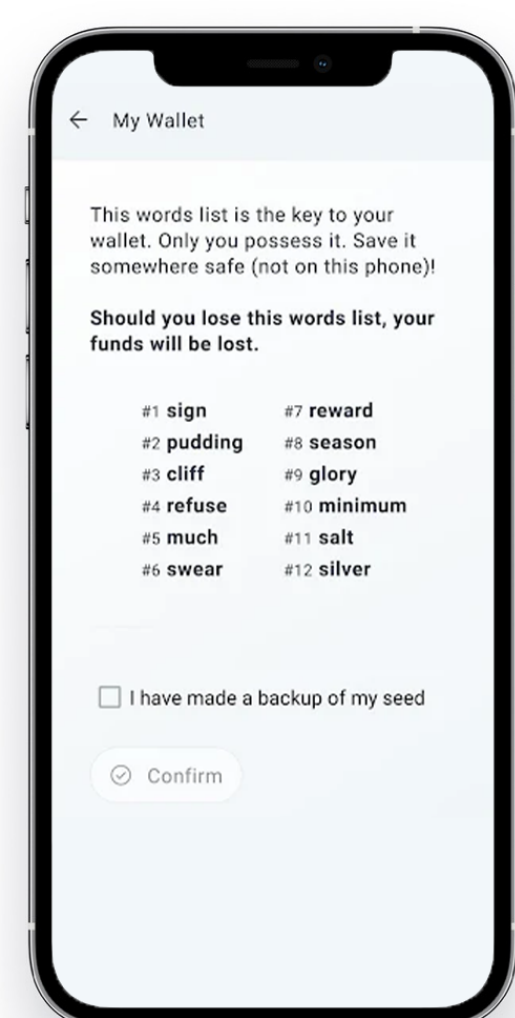 My Wallet
This words list is the key to your
wallet. Only you possess it. Save it
somewhere safe (not on this phone)!
Should you lose this words list, your
funds will be lost.
#1 sign
#2 pudding
#3 cliff
#4 refuse
#5 much
#6 swear
#7 reward
#8 season
#9 glory
#10 minimum
#11 salt
#12 silver
I have made a backup of my seed
Confirm